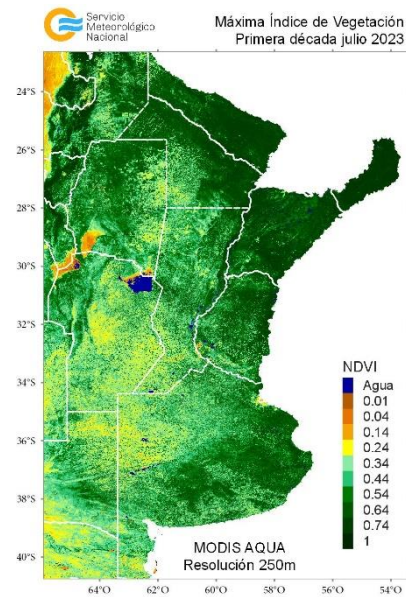 Servicio
Meteorológico
Nacional
Máxima Índice de Vegetación
Primera década julio 2023
24°S
26°S
28°S
30°S
32°S
34°S
36°S
38°S
40°S
NDVI
Agua
0.01
0.04
0.14
0.24
0.34
0.44
0.54
0.64
0.74
1
MODIS AQUA
Resolución 250m
64°O
62°O
60°O
58°O
56°O
54°O